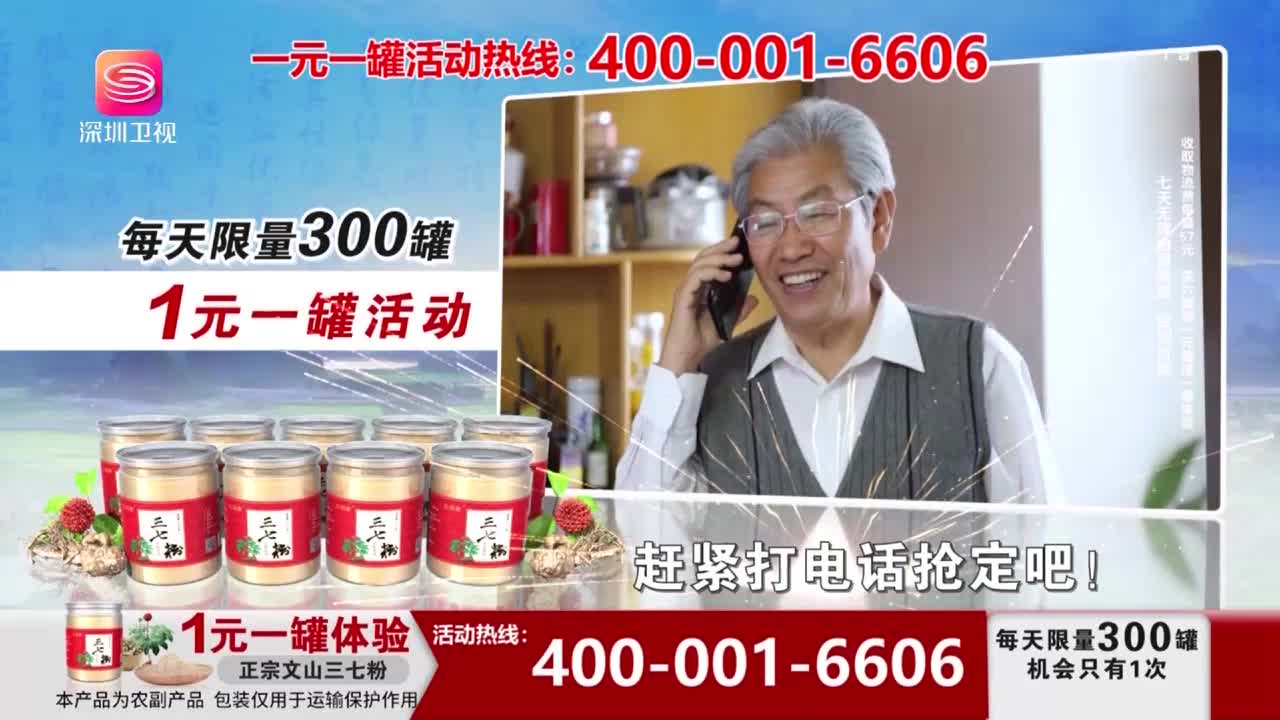 一元一罐活动热线：400-001-6606
深圳卫视
每天限量300罐
1元一罐活动
三七粉
三七粉
三七粉
三七粉
赶紧打电话抢定吧！
三七粉
1元一罐体验
正宗文山三七粉
本产品为农副产品 包装仅用于运输保护作用
活动热线：
400-001-6606
每天限量300罐
机会只有1次